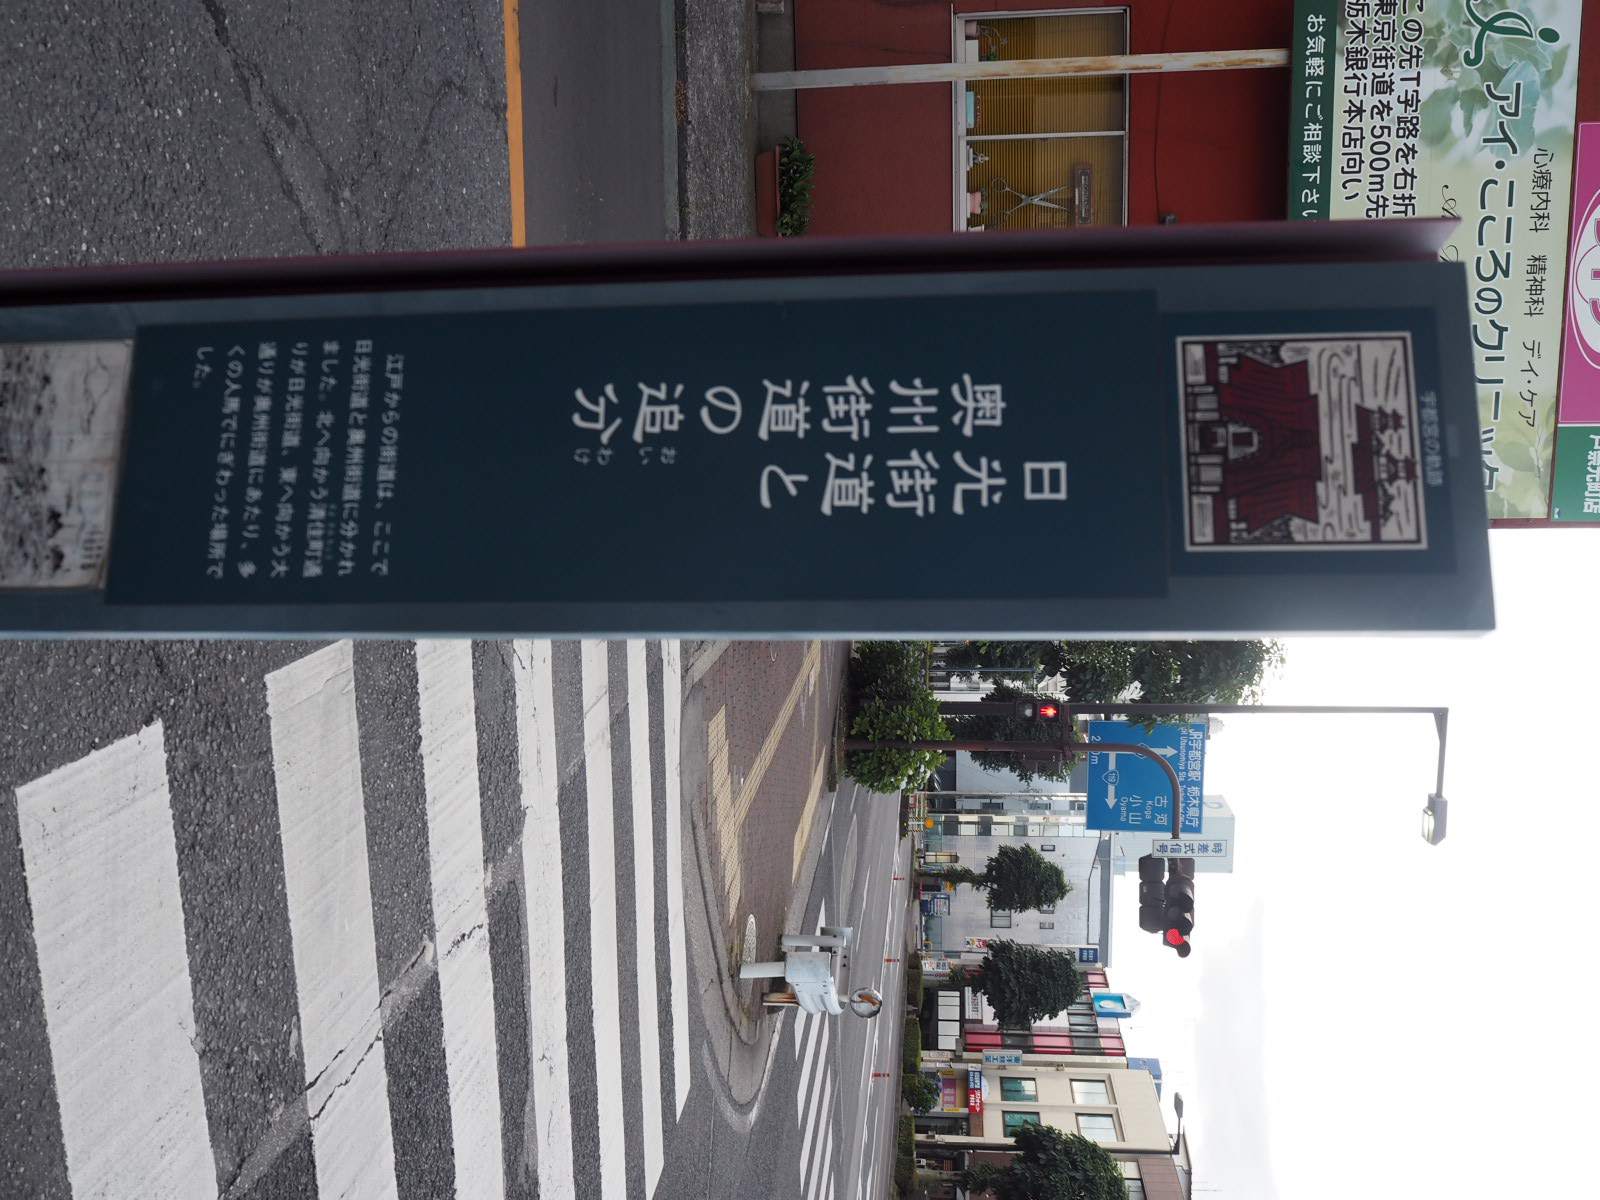 宇都宮の軌跡
日光街道と
奥州街道の追分
おいわけ
江戸からの街道は、ここで
日光街道と奥州街道に分かれ
ました。北へ向かう清住町通
りが日光街道、東へ向かう大
通りが奥州街道にあたり、多
くの人馬でにぎわった場所で
した。
心療内科 精神科 デイ・ケア
アイ・こころのクリニック
この先T字路を右折
東京街道を500m先
栃木銀行本店向い
お気軽にご相談下さい
JR宇都宮駅 栃木県庁
JR Utsunomiya Sta.
古河
Koga
小山
Oyama
119
時差式信号